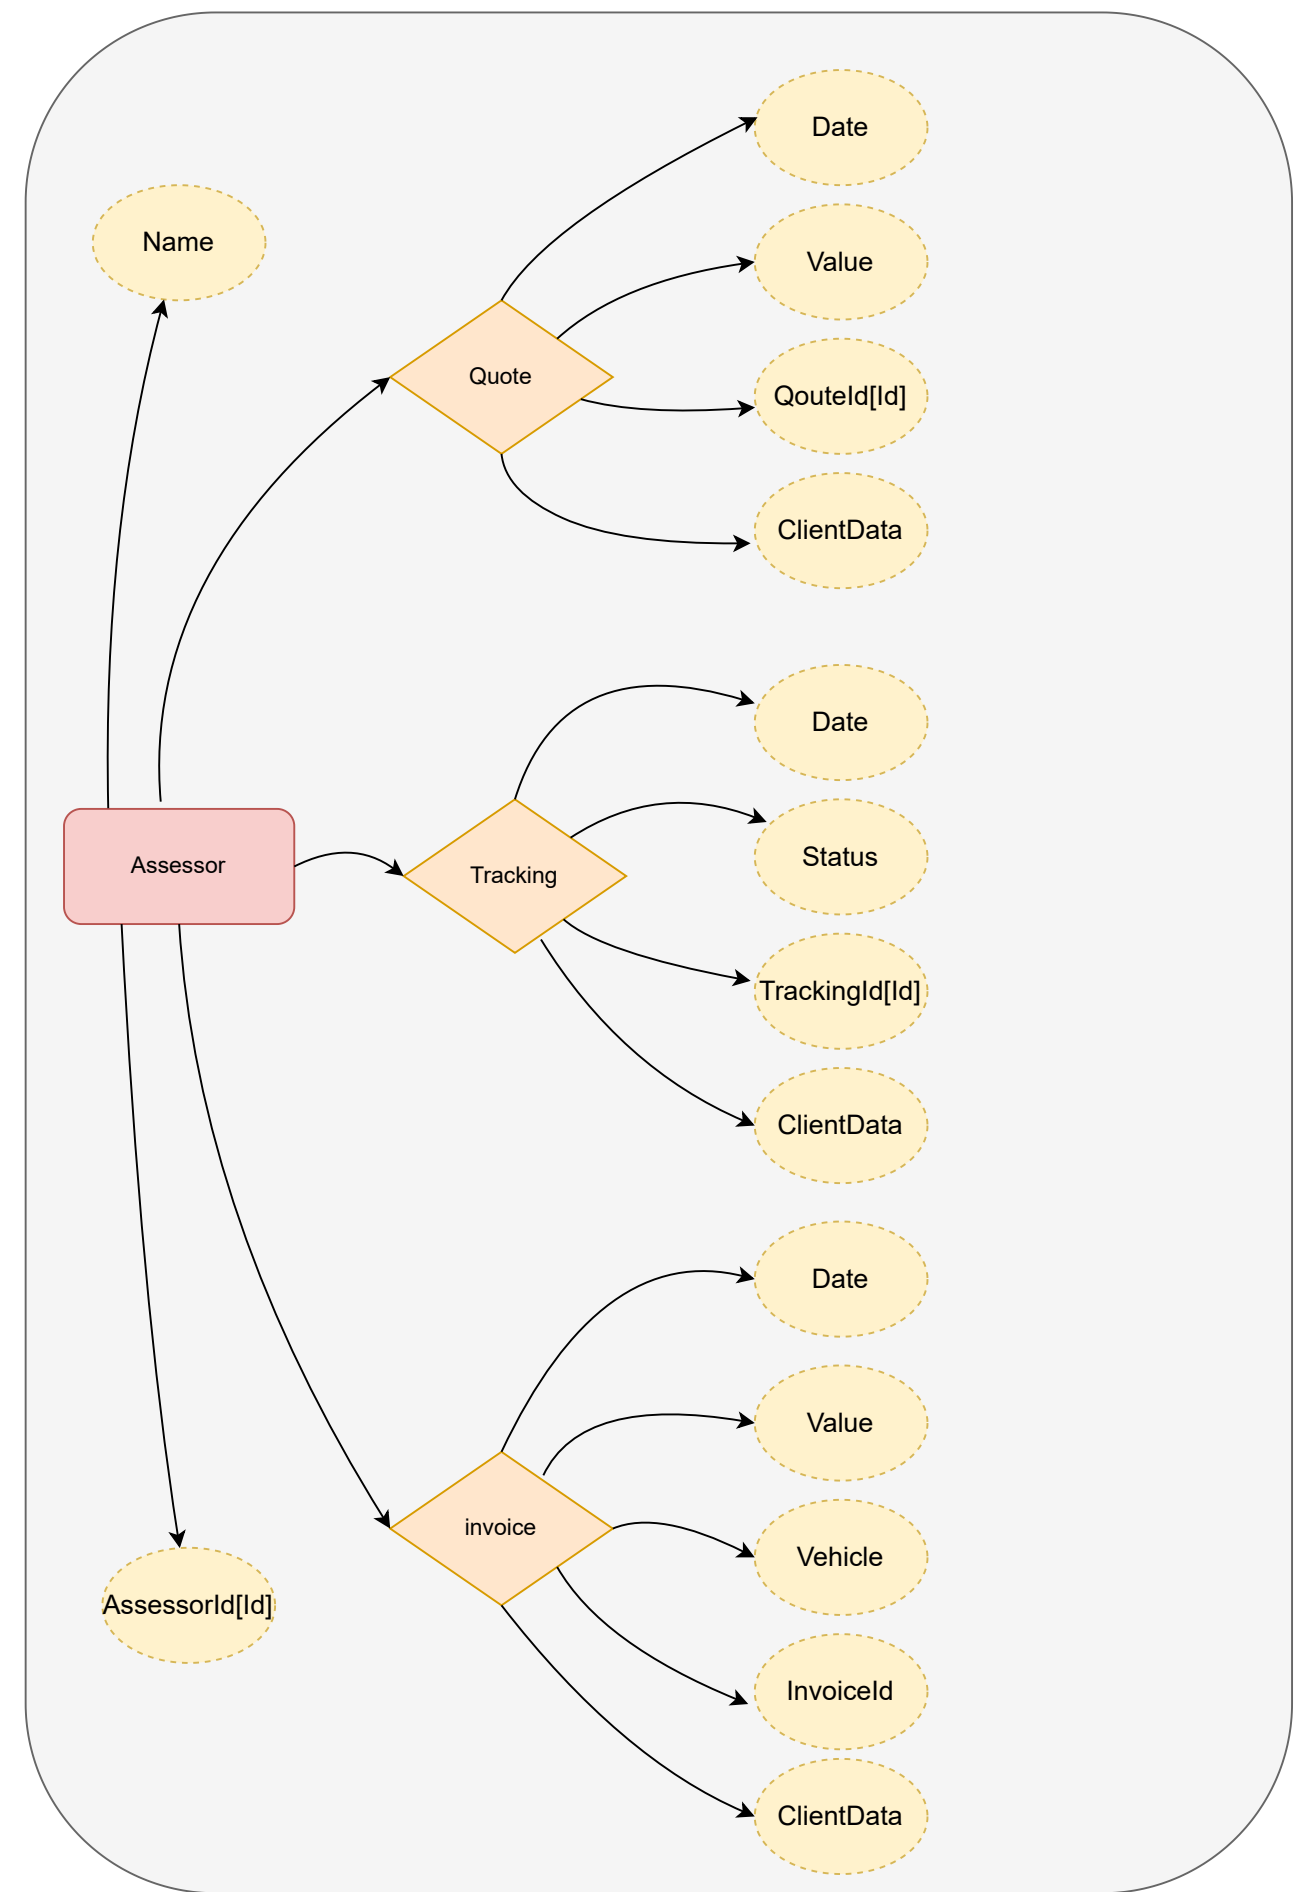 Date
Name
Value
Quote
QouteId[Id]
ClientData
Date
Status
Assessor
Tracking
TrackingId[Id]
ClientData
Date
Value
invoice
Vehicle
AssessorId[Id]
InvoiceId
ClientData